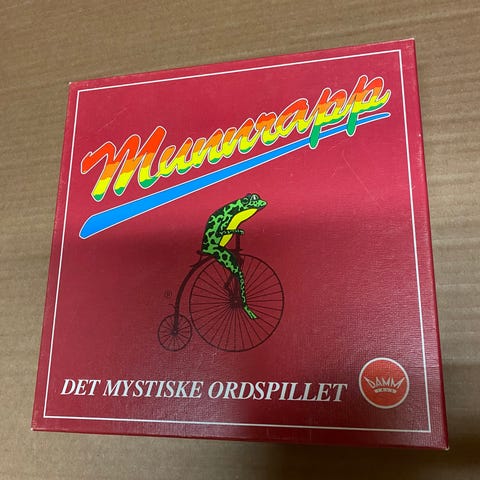 Munnrapp
®
DET MYSTISKE ORDSPILLET
DAMM